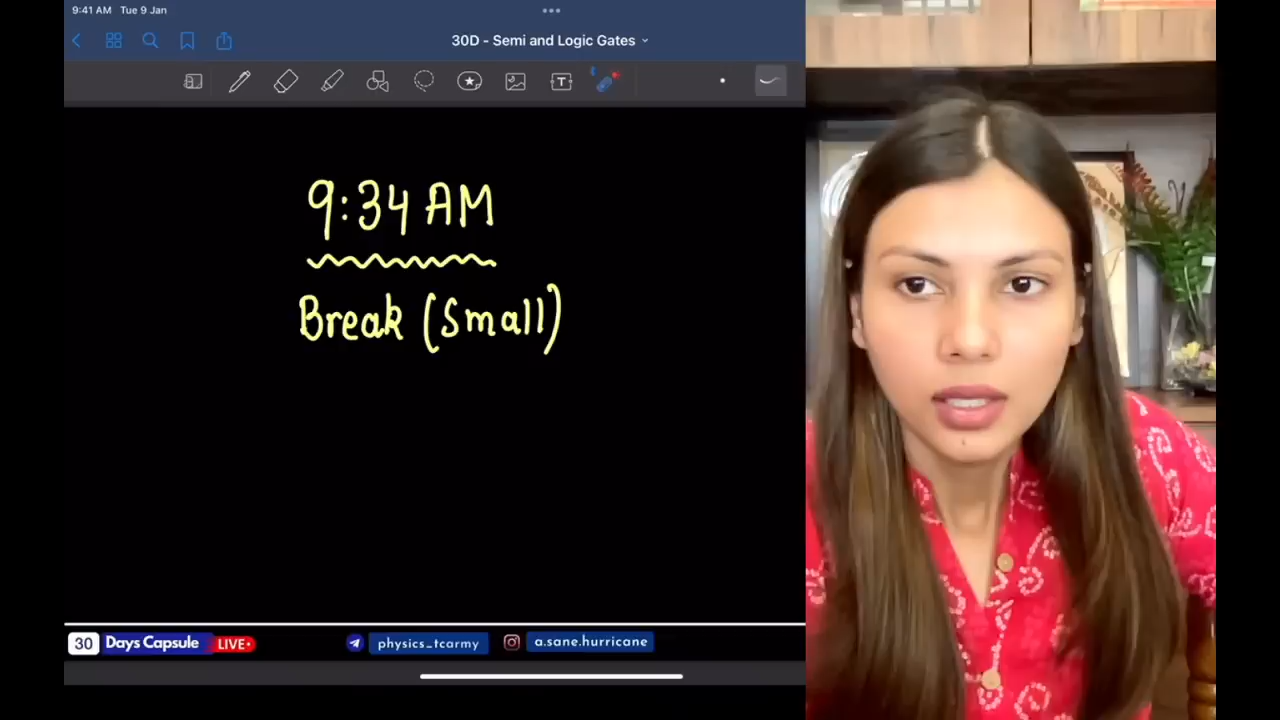 9:41 AM Tue 9 Jan
30D - Semi and Logic Gates
T
9:34 AM
Break (Small)
30 Days Capsule LIVE
physics_tcarmy
a.sane.hurricane